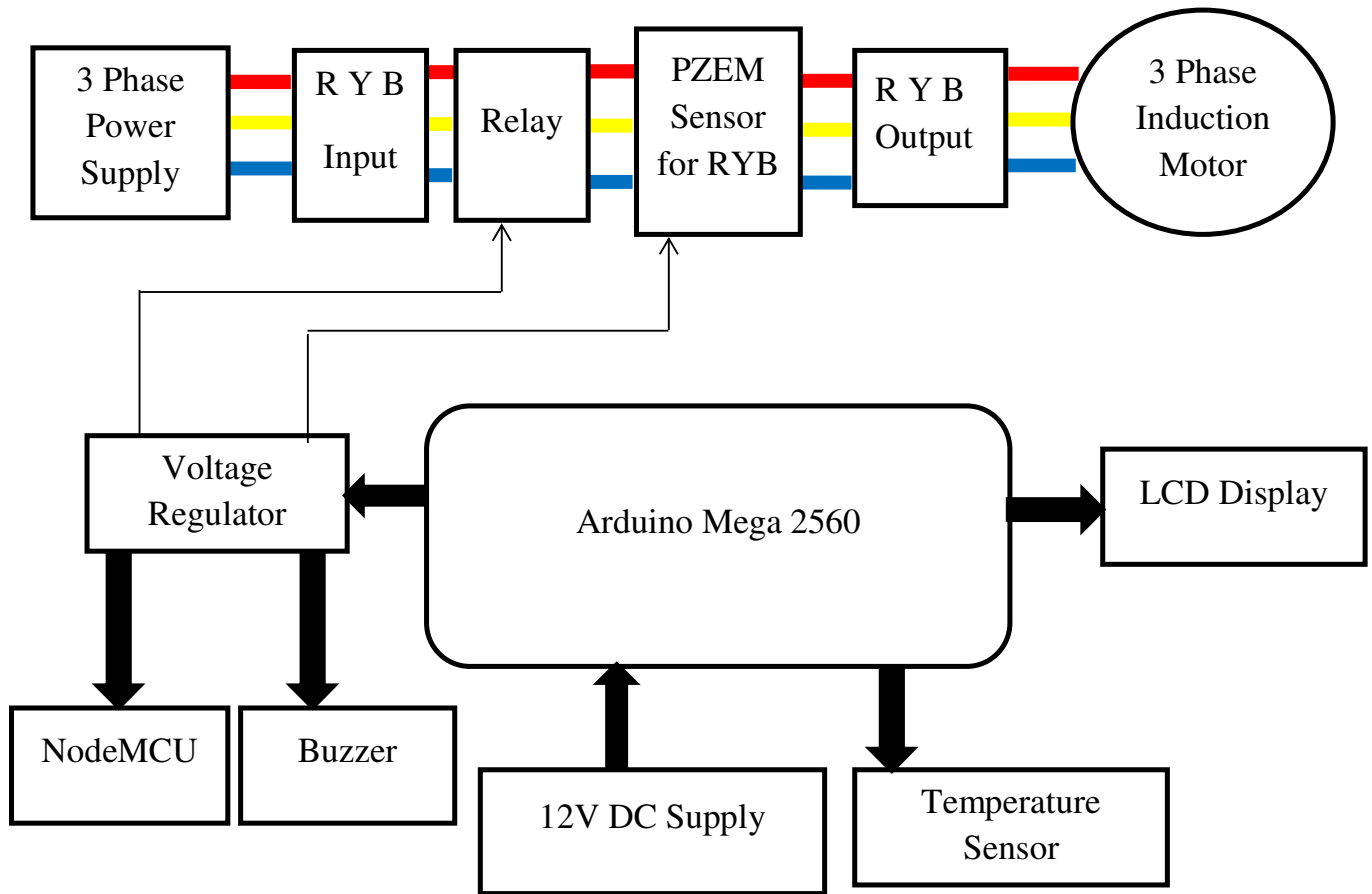 3 Phase
Power
Supply
R Y B
Input
Relay
PZEM
Sensor
for RYB
R Y B
Output
3 Phase
Induction
Motor
Voltage
Regulator
Arduino Mega 2560
LCD Display
NodeMCU
Buzzer
12V DC Supply
Temperature
Sensor